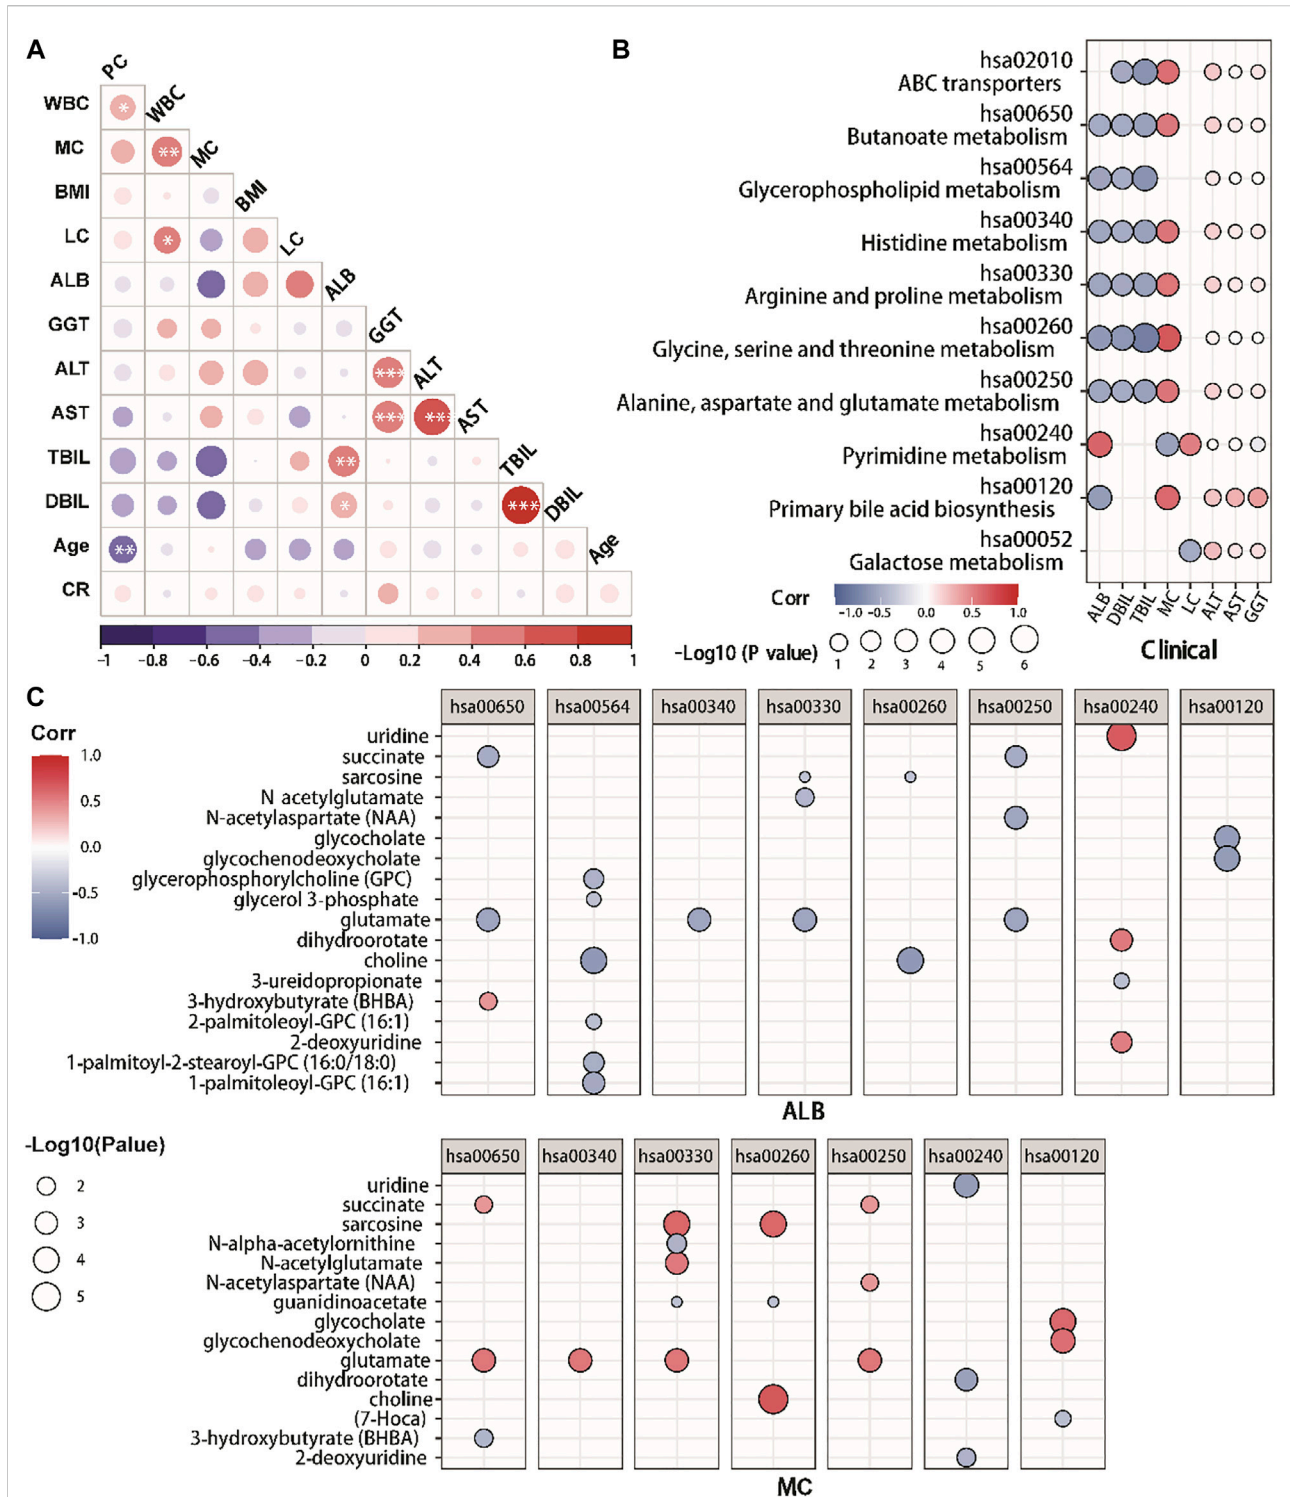 A
PC
WBC
MC
BMI
LC
ALB
GGT
ALT
AST
TBIL
DBIL
Age
WBC *
MC **
BMI
LC *
ALB
GGT
ALT ***
AST *** ***
TBIL **
DBIL * ***
Age **
CR
-1 -0.8 -0.6 -0.4 -0.2 0 0.2 0.4 0.6 0.8 1
B
hsa02010
ABC transporters
hsa00650
Butanoate metabolism
hsa00564
Glycerophospholipid metabolism
hsa00340
Histidine metabolism
hsa00330
Arginine and proline metabolism
hsa00260
Glycine, serine and threonine metabolism
hsa00250
Alanine, aspartate and glutamate metabolism
hsa00240
Pyrimidine metabolism
hsa00120
Primary bile acid biosynthesis
hsa00052
Galactose metabolism
ALB DBIL TBIL MC LC ALT AST GGT
Clinical
Corr
-1.0 -0.5 0.0 0.5 1.0
-Log10 (P value)
1 2 3 4 5 6
C
Corr
1.0
0.5
0.0
-0.5
-1.0
hsa00650 hsa00564 hsa00340 hsa00330 hsa00260 hsa00250 hsa00240 hsa00120
uridine
succinate
sarcosine
N acetylglutamate
N-acetylaspartate (NAA)
glycocholate
glycochenodeoxycholate
glycerophosphorylcholine (GPC)
glycerol 3-phosphate
glutamate
dihydroorotate
choline
3-ureidopropionate
3-hydroxybutyrate (BHBA)
2-palmitoleoyl-GPC (16:1)
2-deoxyuridine
1-palmitoyl-2-stearoyl-GPC (16:0/18:0)
1-palmitoleoyl-GPC (16:1)
ALB
-Log10(Palue)
2
3
4
5
hsa00650 hsa00340 hsa00330 hsa00260 hsa00250 hsa00240 hsa00120
uridine
succinate
sarcosine
N-alpha-acetylornithine
N-acetylglutamate
N-acetylaspartate (NAA)
guanidinoacetate
glycocholate
glycochenodeoxycholate
glutamate
dihydroorotate
choline
(7-Hoca)
3-hydroxybutyrate (BHBA)
2-deoxyuridine
MC